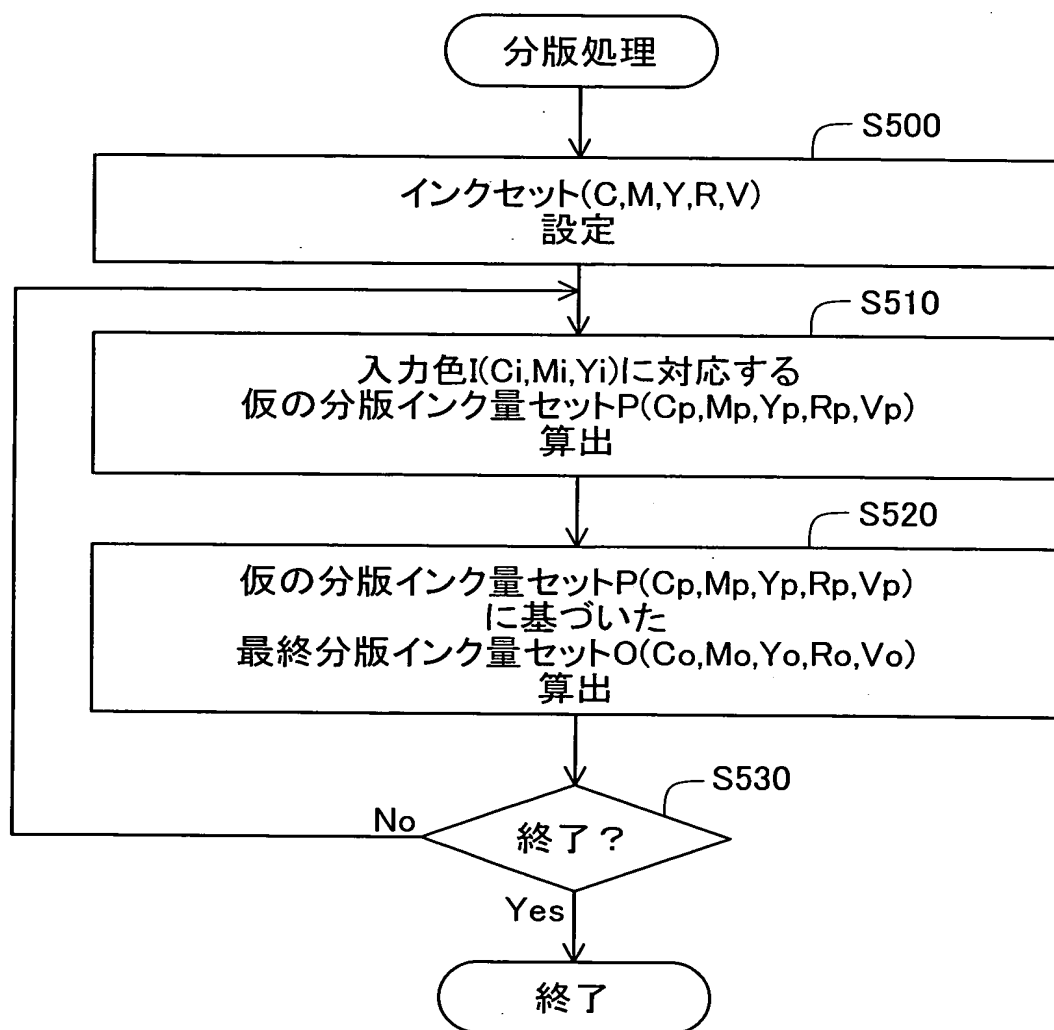 分版処理
S500
インクセット(C,M,Y,R,V)
設定
S510
入力色I(Ci,Mi,Yi)に対応する
仮の分版インク量セットP(Cp,Mp,Yp,Rp,Vp)
算出
S520
仮の分版インク量セットP(Cp,Mp,Yp,Rp,Vp)
に基づいた
最終分版インク量セットO(Co,Mo,Yo,Ro,Vo)
算出
S530
No
終了?
Yes
終了